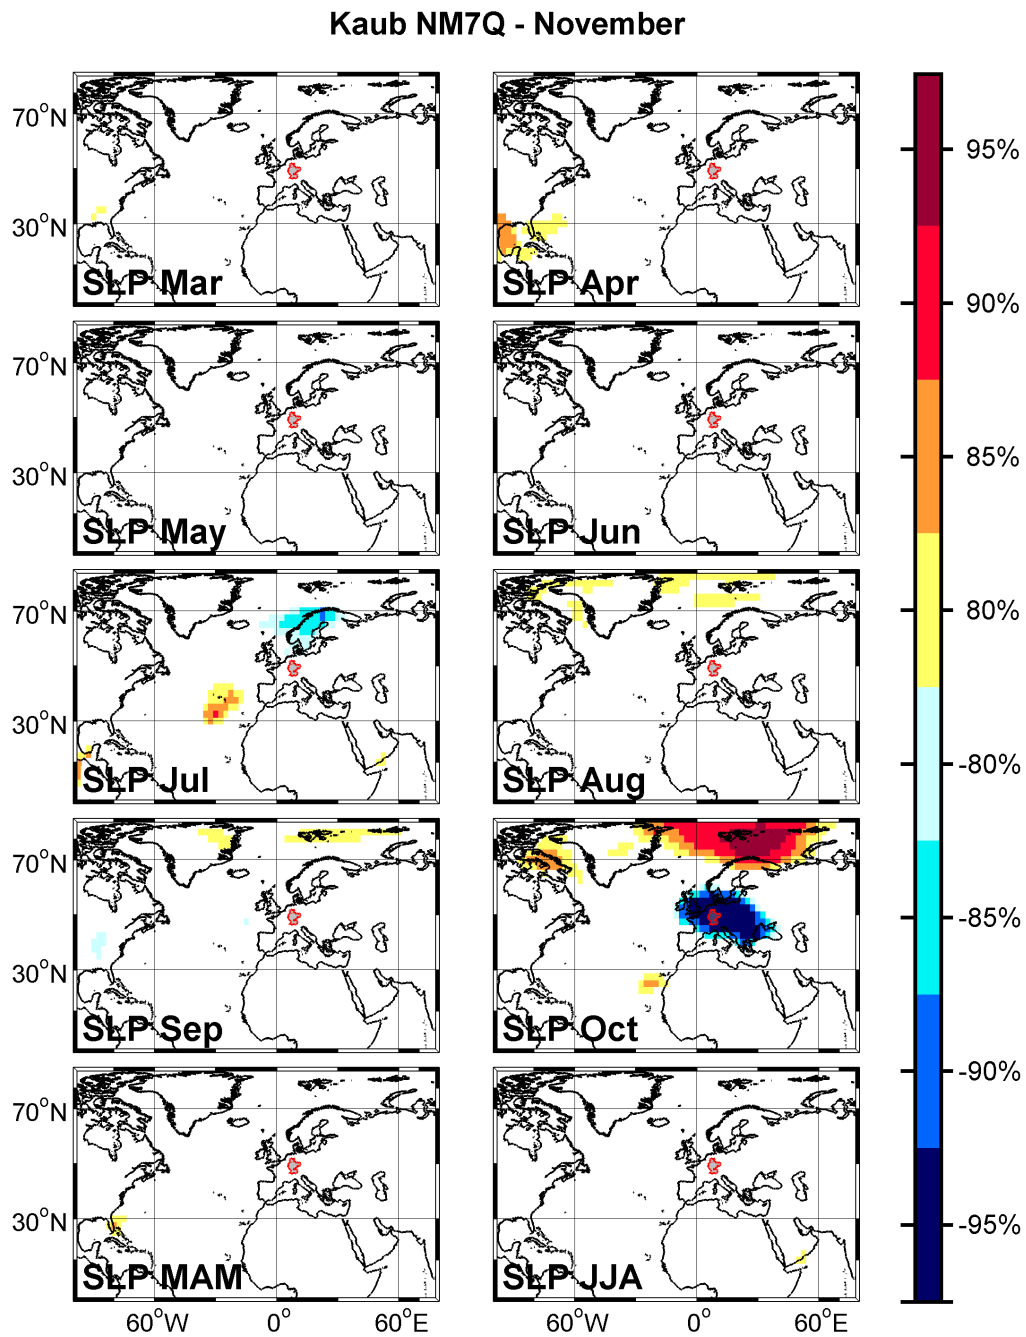 Kaub NM7Q - November
70°N
30°N
SLP Mar
SLP Apr
95%
90%
70°N
30°N
SLP May
SLP Jun
85%
80%
70°N
30°N
SLP Jul
SLP Aug
-80%
-85%
70°N
30°N
SLP Sep
SLP Oct
-90%
-95%
70°N
30°N
SLP MAM
SLP JJA
60°W 0° 60°E
60°W 0° 60°E